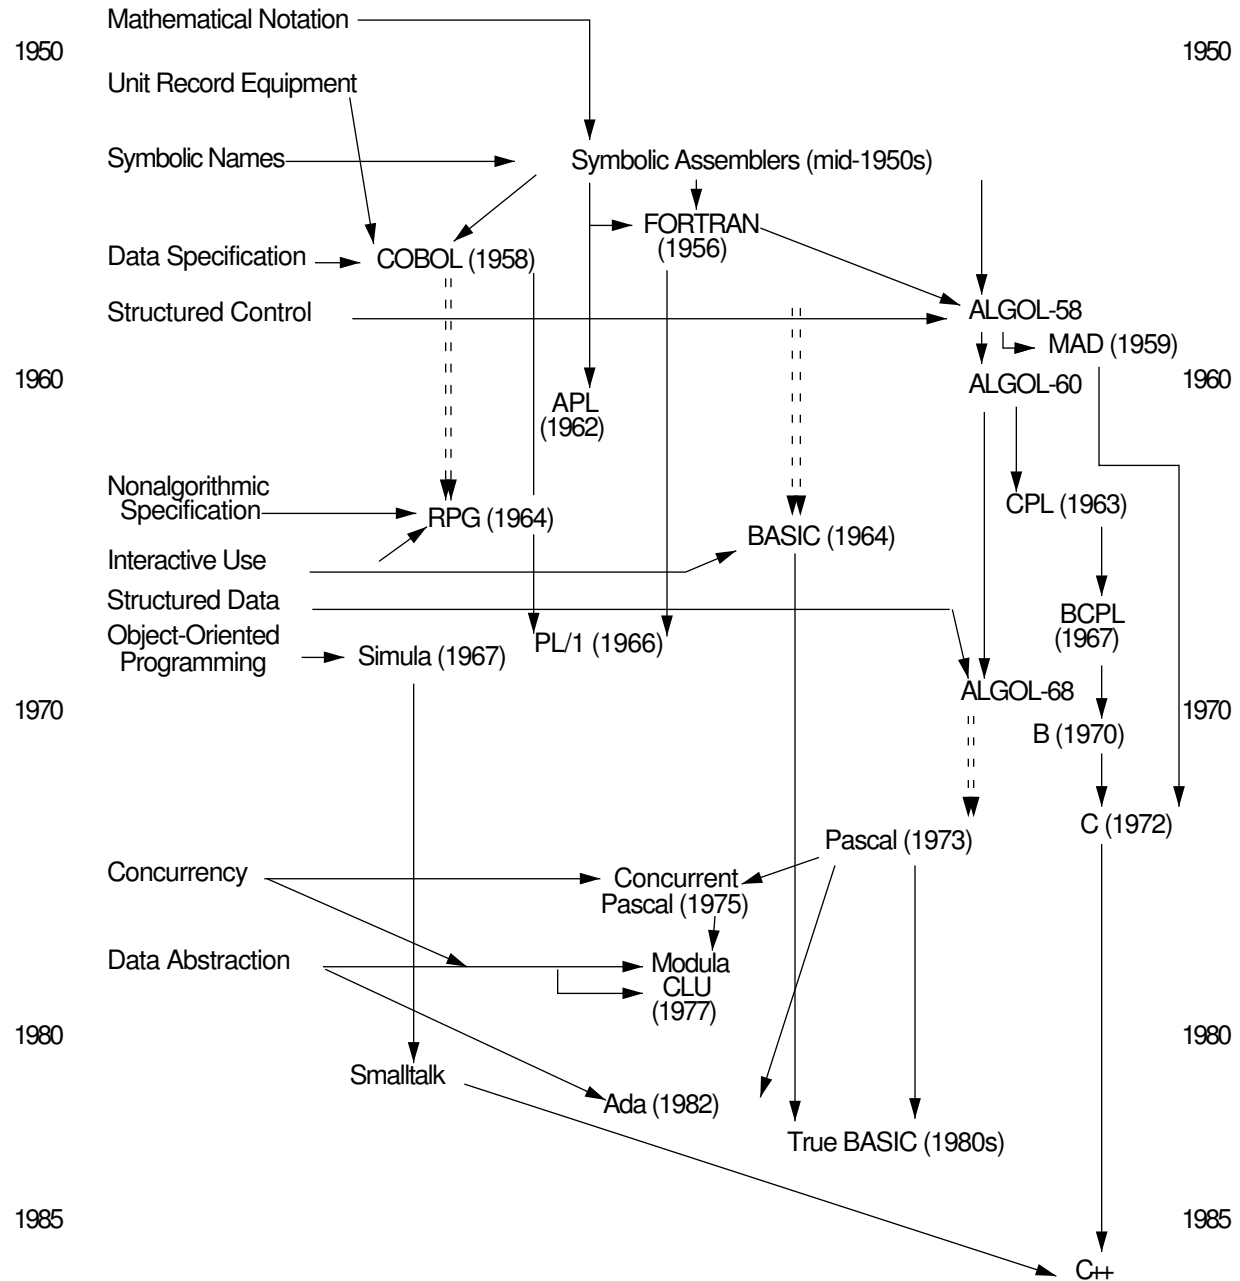 Mathematical Notation
1950 1950
Unit Record Equipment
Symbolic Names Symbolic Assemblers (mid-1950s)
FORTRAN
(1956)
Data Specification COBOL (1958)
Structured Control ALGOL-58
MAD (1959)
1960 ALGOL-60 1960
APL
(1962)
Nonalgorithmic
Specification
CPL (1963)
RPG (1964)
BASIC (1964)
Interactive Use
Structured Data
BCPL
(1967)
Object-Oriented
Programming
PL/1 (1966)
Simula (1967)
ALGOL-68
1970 1970
B (1970)
C (1972)
Pascal (1973)
Concurrency
Concurrent
Pascal (1975)
Data Abstraction
Modula
CLU
(1977)
1980 1980
Smalltalk
Ada (1982)
True BASIC (1980s)
1985 1985
C++